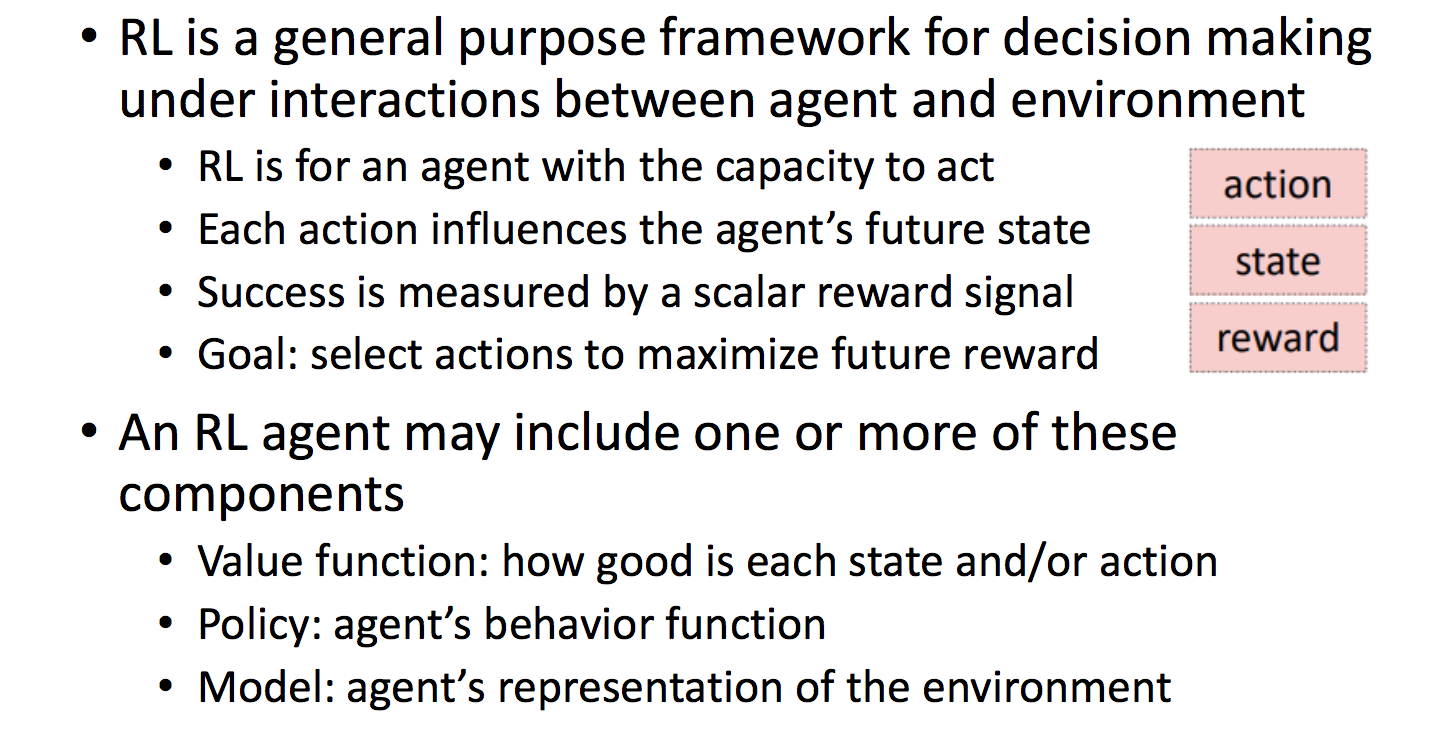 • RL is a general purpose framework for decision making
under interactions between agent and environment
• RL is for an agent with the capacity to act
• Each action influences the agent’s future state
• Success is measured by a scalar reward signal
• Goal: select actions to maximize future reward
action
state
reward
• An RL agent may include one or more of these
components
• Value function: how good is each state and/or action
• Policy: agent’s behavior function
• Model: agent’s representation of the environment